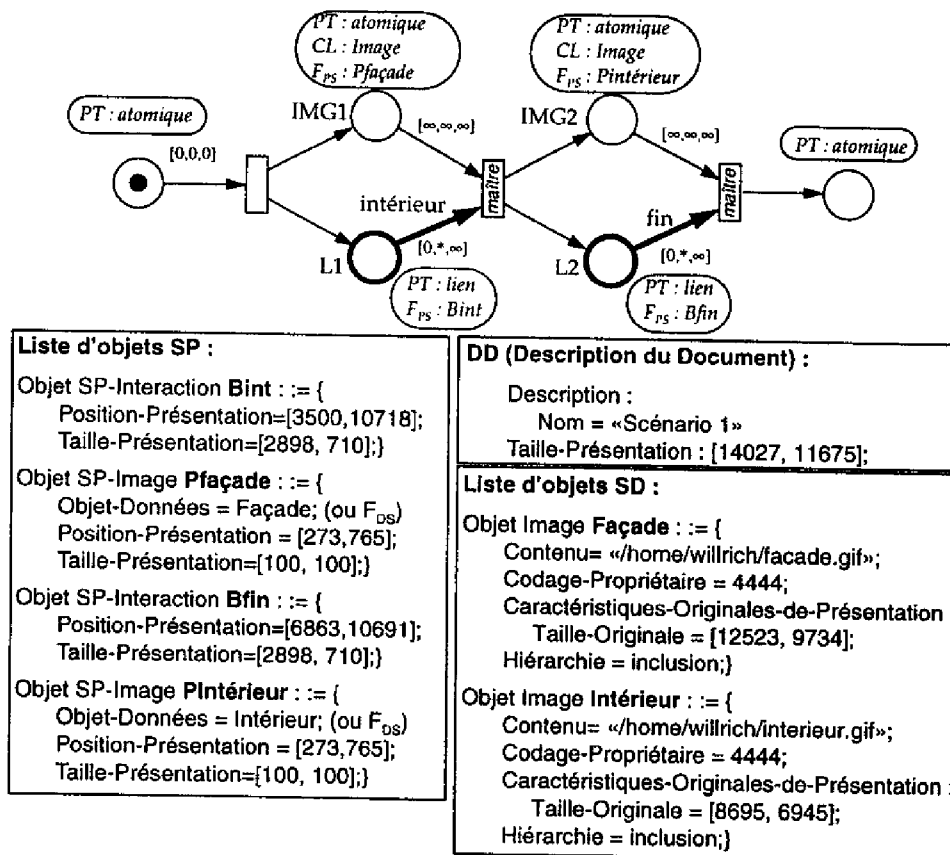 PT : atomique
CL : Image
F_PS : Pfaçade
PT : atomique
CL : Image
F_PS : Pintérieur
PT : atomique
IMG1
IMG2
[∞,∞,∞]
[∞,∞,∞]
PT : atomique
[0,0,0]
maître
maître
intérieur
fin
L1
[0,*,∞]
L2
[0,*,∞]
PT : lien
F_PS : Bint
PT : lien
F_PS : Bfin
Liste d'objets SP :
Objet SP-Interaction Bint : := {
Position-Présentation=[3500,10718];
Taille-Présentation=[2898, 710];}
Objet SP-Image Pfaçade : := {
Objet-Données = Façade; (ou F_DS)
Position-Présentation = [273,765];
Taille-Présentation=[100, 100];}
Objet SP-Interaction Bfin : := {
Position-Présentation=[6863,10691];
Taille-Présentation=[2898, 710];}
Objet SP-Image PIntérieur : := {
Objet-Données = Intérieur; (ou F_DS)
Position-Présentation = [273,765];
Taille-Présentation=[100, 100];}
DD (Description du Document) :
Description :
Nom = «Scénario 1»
Taille-Présentation : [14027, 11675];
Liste d'objets SD :
Objet Image Façade : := {
Contenu= «/home/willrich/facade.gif»;
Codage-Propriétaire = 4444;
Caractéristiques-Originales-de-Présentation
Taille-Originale = [12523, 9734];
Hiérarchie = inclusion;}
Objet Image Intérieur : := {
Contenu= «/home/willrich/interieur.gif»;
Codage-Propriétaire = 4444;
Caractéristiques-Originales-de-Présentation :
Taille-Originale = [8695, 6945];
Hiérarchie = inclusion;}